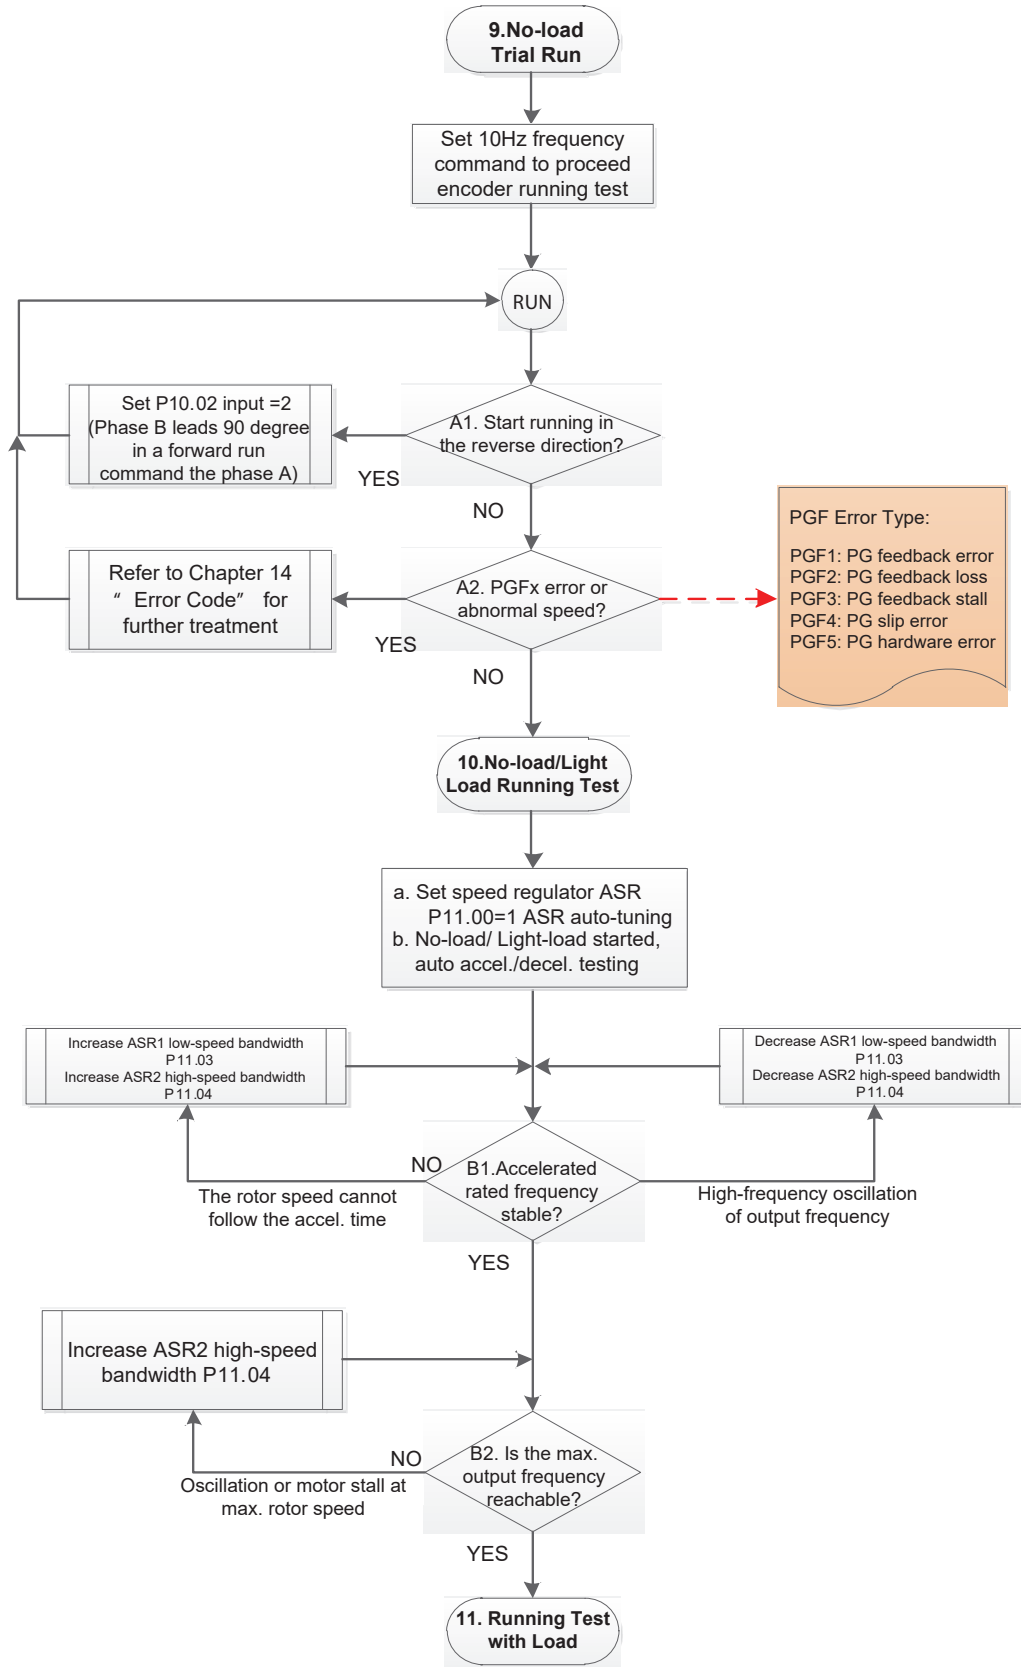 9.No-load
Trial Run
Set 10Hz frequency
command to proceed
encoder running test
RUN
Set P10.02 input =2
(Phase B leads 90 degree
in a forward run
command the phase A)
A1. Start running in
the reverse direction?
YES
NO
Refer to Chapter 14
“ Error Code” for
further treatment
A2. PGFx error or
abnormal speed?
YES
NO
PGF Error Type:
PGF1: PG feedback error
PGF2: PG feedback loss
PGF3: PG feedback stall
PGF4: PG slip error
PGF5: PG hardware error
10.No-load/Light
Load Running Test
a. Set speed regulator ASR
P11.00=1 ASR auto-tuning
b. No-load/ Light-load started,
auto accel./decel. testing
Increase ASR1 low-speed bandwidth
P11.03
Increase ASR2 high-speed bandwidth
P11.04
Decrease ASR1 low-speed bandwidth
P11.03
Decrease ASR2 high-speed bandwidth
P11.04
NO
B1.Accelerated
rated frequency
stable?
The rotor speed cannot
follow the accel. time
High-frequency oscillation
of output frequency
YES
Increase ASR2 high-speed
bandwidth P11.04
NO
B2. Is the max.
output frequency
reachable?
Oscillation or motor stall at
max. rotor speed
YES
11. Running Test
with Load